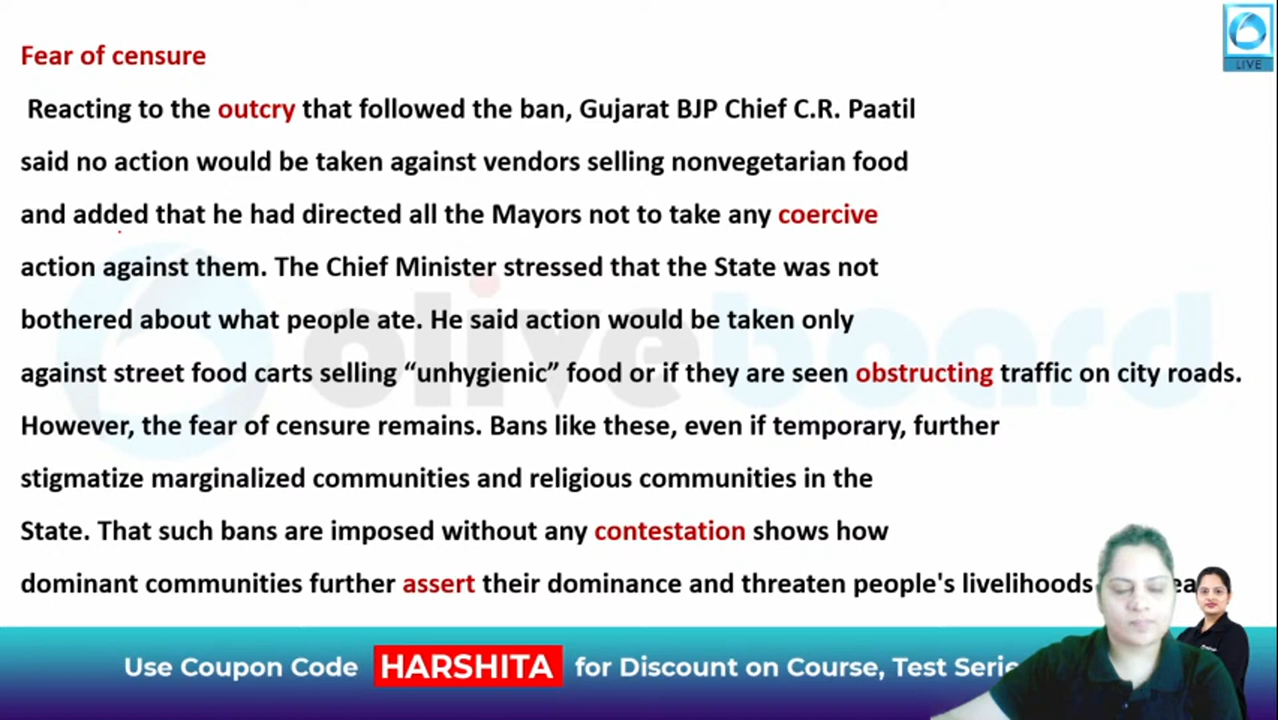 Fear of censure
Reacting to the outcry that followed the ban, Gujarat BJP Chief C.R. Paatil
said no action would be taken against vendors selling nonvegetarian food
and added that he had directed all the Mayors not to take any coercive
action against them. The Chief Minister stressed that the State was not
bothered about what people ate. He said action would be taken only
against street food carts selling “unhygienic” food or if they are seen obstructing traffic on city roads.
However, the fear of censure remains. Bans like these, even if temporary, further
stigmatize marginalized communities and religious communities in the
State. That such bans are imposed without any contestation shows how
dominant communities further assert their dominance and threaten people's livelihoods
Use Coupon Code HARSHITA for Discount on Course, Test
LIVE
oliveboard